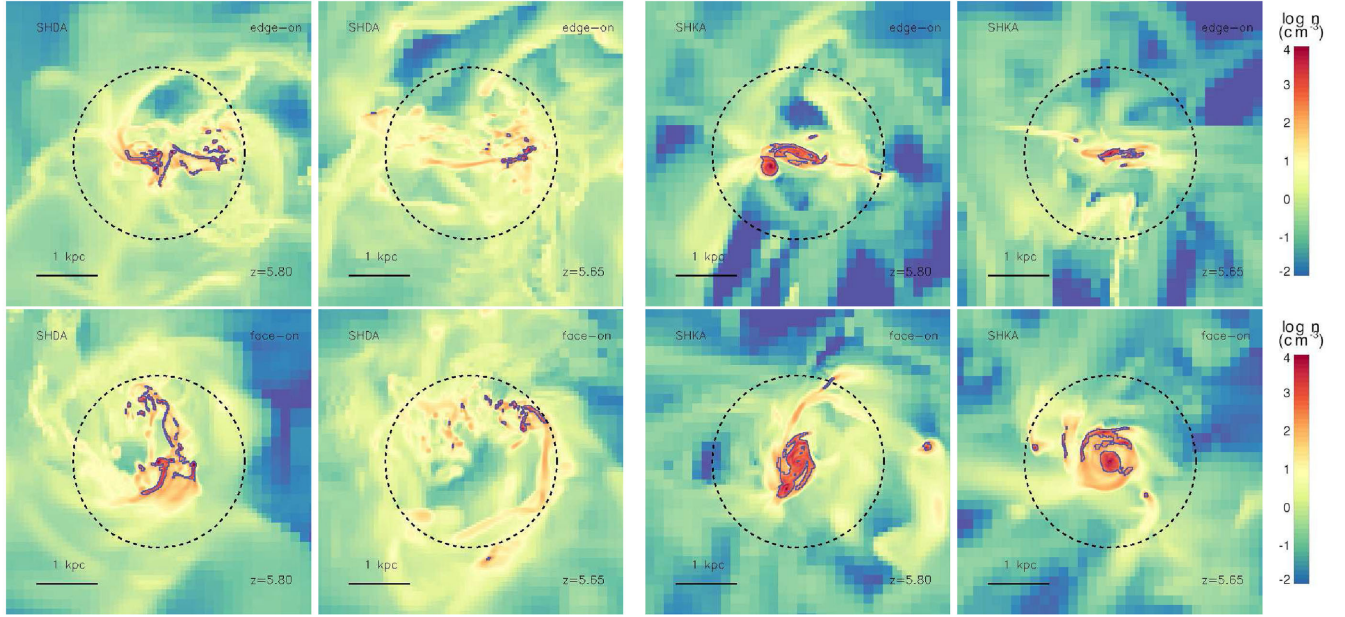 SHDA edge-on
1 kpc
z=5.80
SHDA edge-on
1 kpc
z=5.65
SHKA edge-on
1 kpc
z=5.80
SHKA edge-on
1 kpc
z=5.65
log n
(cm⁻³)
4
3
2
1
0
-1
-2
SHDA face-on
1 kpc
z=5.80
SHDA face-on
1 kpc
z=5.65
SHKA face-on
1 kpc
z=5.80
SHKA face-on
1 kpc
z=5.65
log n
(cm⁻³)
4
3
2
1
0
-1
-2